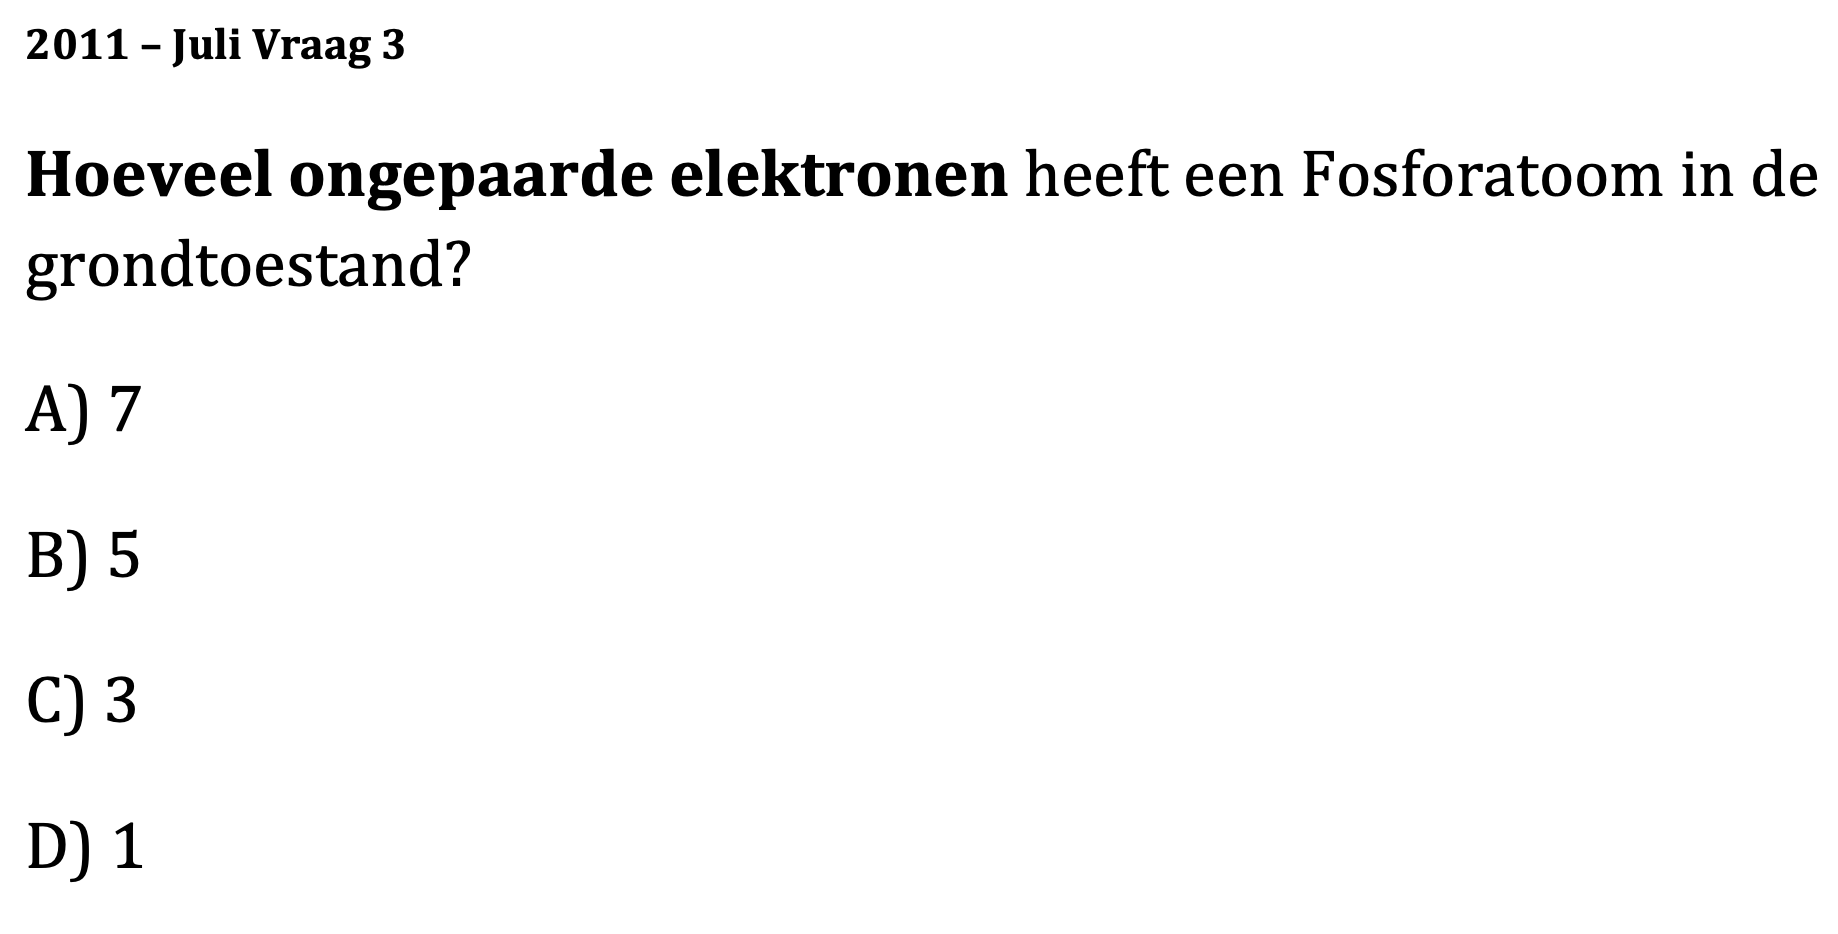 2011 – Juli Vraag 3
Hoeveel ongepaarde elektronen heeft een Fosforatoom in de
grondtoestand?
A) 7
B) 5
C) 3
D) 1